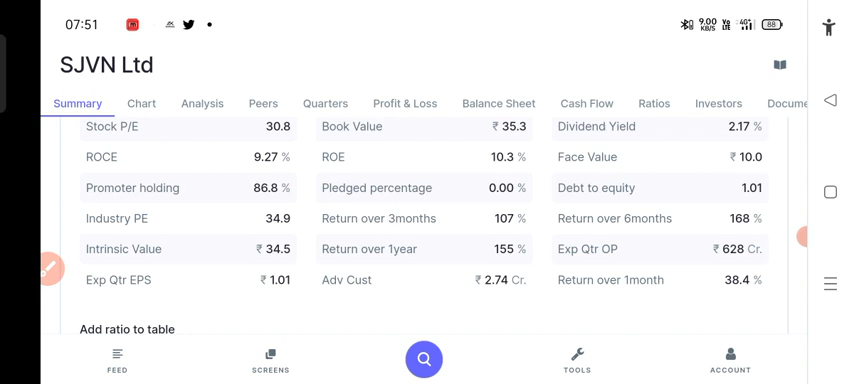 07:51 9.00 KB/S Vo LTE 4G+ 88
SJVN Ltd
Summary Chart Analysis Peers Quarters Profit & Loss Balance Sheet Cash Flow Ratios Investors Docume
Stock P/E 30.8 Book Value ₹ 35.3 Dividend Yield 2.17 %
ROCE 9.27 % ROE 10.3 % Face Value ₹ 10.0
Promoter holding 86.8 % Pledged percentage 0.00 % Debt to equity 1.01
Industry PE 34.9 Return over 3months 107 % Return over 6months 168 %
Intrinsic Value ₹ 34.5 Return over 1year 155 % Exp Qtr OP ₹ 628 Cr.
Exp Qtr EPS ₹ 1.01 Adv Cust ₹ 2.74 Cr. Return over 1month 38.4 %
Add ratio to table
FEED SCREENS TOOLS ACCOUNT